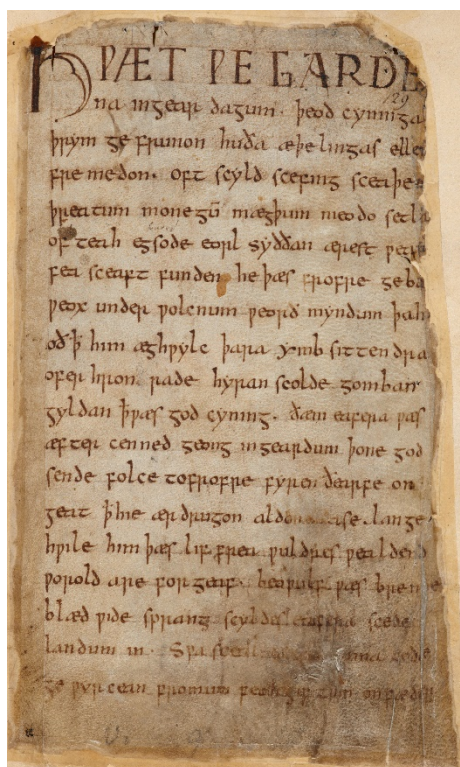 HǷÆT ǷE GARDE
129
na in gear dagum. þeod cyninga
þrym ge frunon huða æþelingas elle
fre medon. oft scyld scefing sceaþe
þreatum monegū mægþum meodo setla
of teah egsode eorl syððan ærest ƿear
fea sceaft funden he þæs frofre geba
ƿeox under ƿolcnum ƿeorð myndum þah
oð ꝥ him æghƿylc þara ymb sittendra
ofer hron rade hyran scolde gomban
gyldan ꝥ ƿæs god cyning. ðæm eafera ƿæs
æfter cenned geong in geardum þone god
sende folce to frofre fyren ðearfe on
geat ꝥ hie ær drugon lange
hƿile him þæs lif frea ƿuldres ƿealdend
ƿorold are for geaf. beoƿulf ƿæs breme
blæd ƿide sprang scyldes eafera scede
landum in. Sƿa sceal guma gode
ge ƿyrcean fromum feoh giftum on fæder